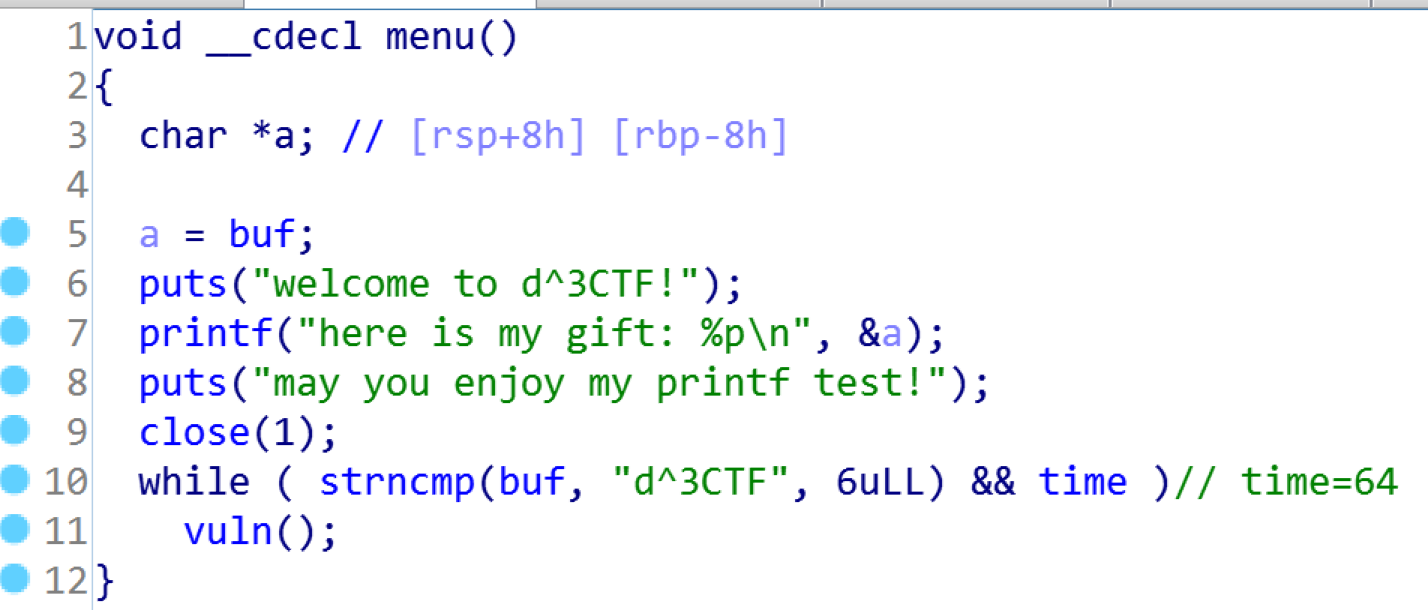 1 void __cdecl menu()
2 {
3   char *a; // [rsp+8h] [rbp-8h]
4
5   a = buf;
6   puts("welcome to d^3CTF!");
7   printf("here is my gift: %p\n", &a);
8   puts("may you enjoy my printf test!");
9   close(1);
10   while ( strncmp(buf, "d^3CTF", 6uLL) && time )// time=64
11     vuln();
12 }